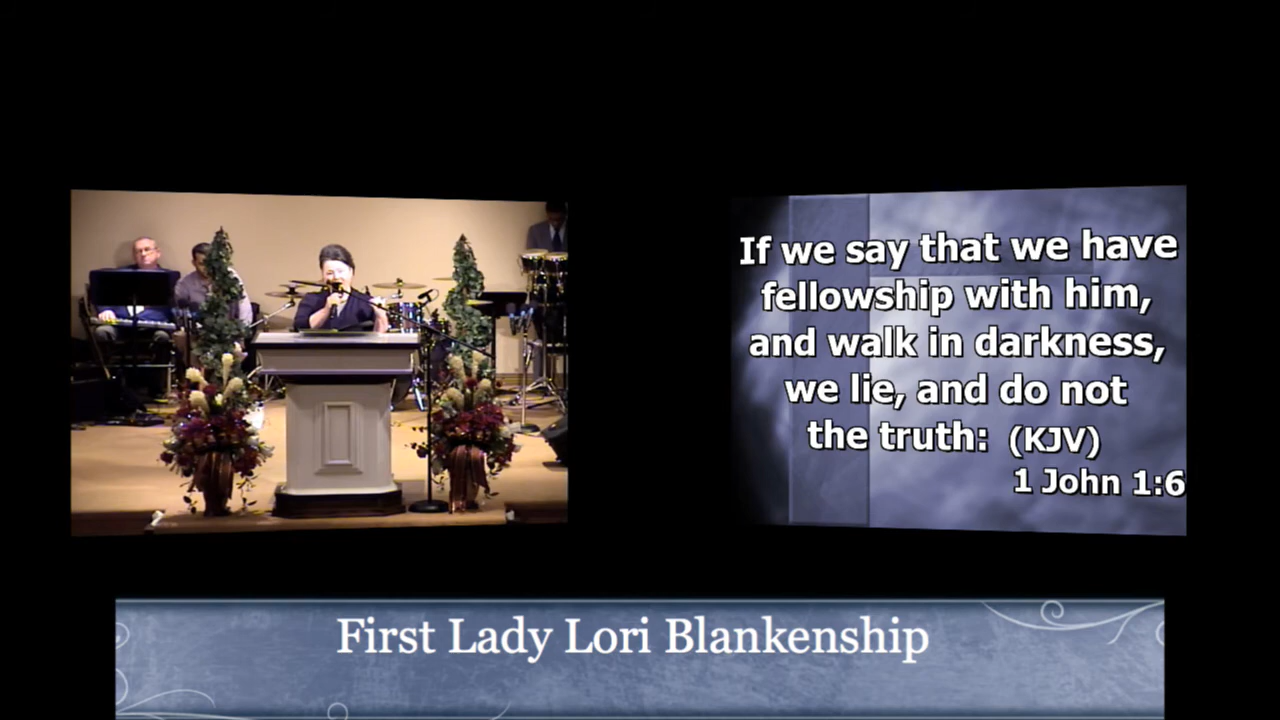 If we say that we have
fellowship with him,
and walk in darkness,
we lie, and do not
the truth: (KJV)
1 John 1:6
First Lady Lori Blankenship